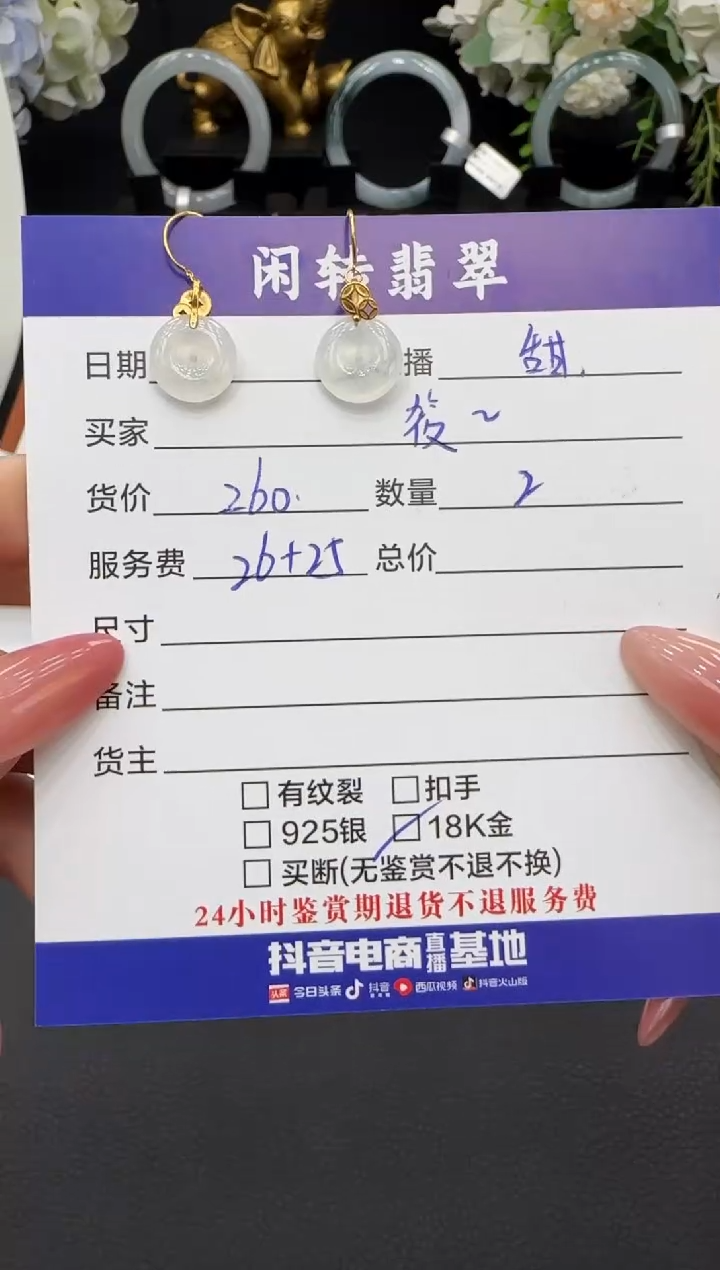 闲转翡翠
日期 播 甜.
买家 发~
货价 260. 数量 2
服务费 26+25 总价
尺寸
备注
货主
□ 有纹裂 □ 扣手
□ 925银 □ 18K金
□ 买断(无鉴赏不退不换)
24小时鉴赏期退货不退服务费
抖音电商直播基地
头条 今日头条 抖音 西瓜视频 抖音火山版